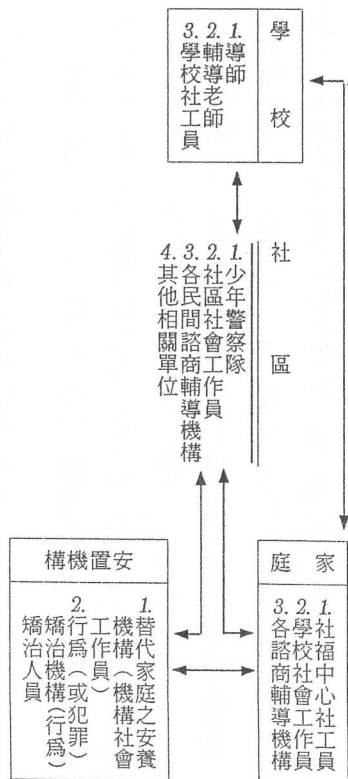 學校
1.導師
2.輔導老師
3.學校社工員
社區
1.少年警察隊
2.社區社會工作員
3.各民間諮商輔導機構
4.其他相關單位
家庭
1.社福中心社工員
2.學校社會工作員
3.各諮商輔導機構
安置機構
1.替代家庭之安養
機構（機構社會
工作員）
2.行為（或犯罪）
矯治機構（行為）
矯治人員